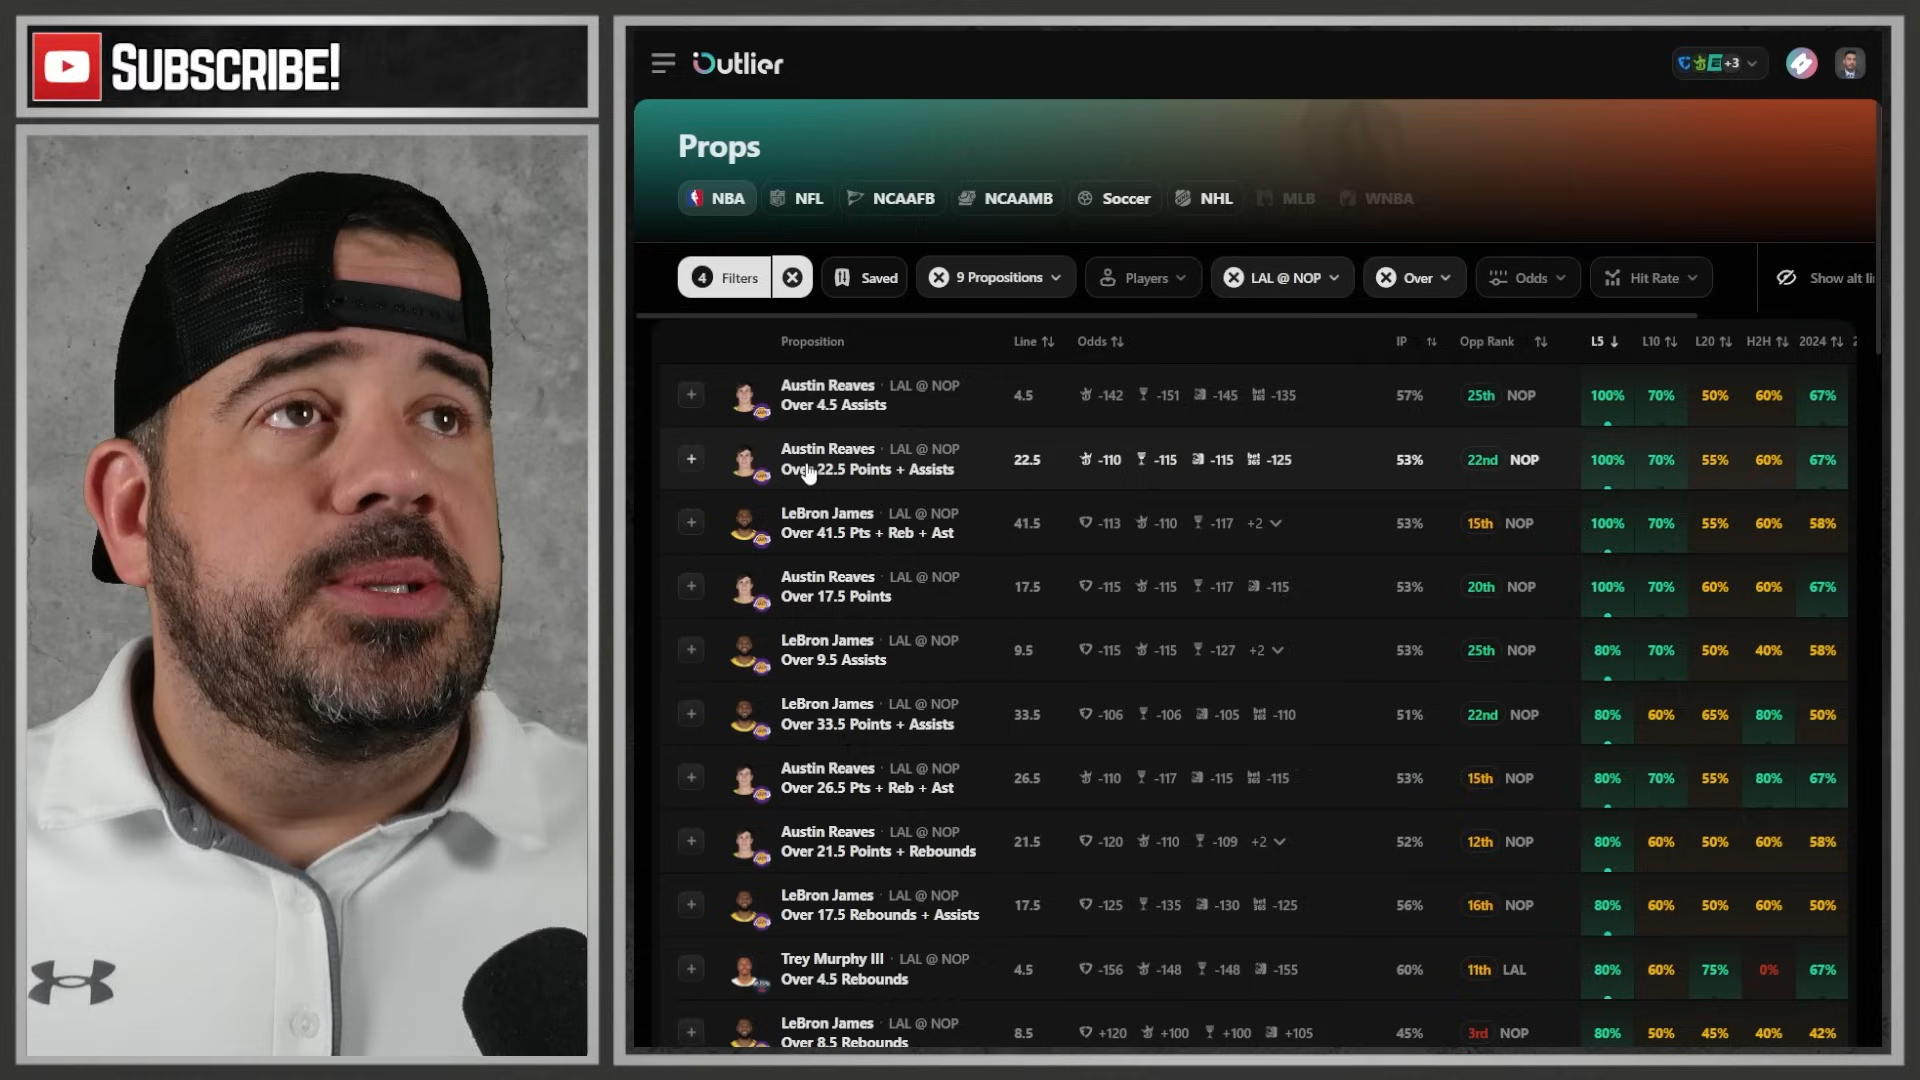 SUBSCRIBE!
Outlier
+3
Props
NBA NFL NCAAFB NCAAMB Soccer NHL MLB WNBA
4 Filters Saved 9 Propositions Players LAL @ NOP Over Odds Hit Rate Show alt li
Proposition Line Odds IP Opp Rank L5 L10 L20 H2H 2024
Austin Reaves · LAL @ NOP
Over 4.5 Assists 4.5 -142 -151 -145 bet365 -135 57% 25th NOP 100% 70% 50% 60% 67%
Austin Reaves · LAL @ NOP
Over 22.5 Points + Assists 22.5 -110 -115 -115 bet365 -125 53% 22nd NOP 100% 70% 55% 60% 67%
LeBron James · LAL @ NOP
Over 41.5 Pts + Reb + Ast 41.5 -113 -110 -117 +2 53% 15th NOP 100% 70% 55% 60% 58%
Austin Reaves · LAL @ NOP
Over 17.5 Points 17.5 -115 -115 -117 -115 53% 20th NOP 100% 70% 60% 60% 67%
LeBron James · LAL @ NOP
Over 9.5 Assists 9.5 -115 -115 -127 +2 53% 25th NOP 80% 70% 50% 40% 58%
LeBron James · LAL @ NOP
Over 33.5 Points + Assists 33.5 -106 -106 -105 bet365 -110 51% 22nd NOP 80% 60% 65% 80% 50%
Austin Reaves · LAL @ NOP
Over 26.5 Pts + Reb + Ast 26.5 -110 -117 -115 bet365 -115 53% 15th NOP 80% 70% 55% 80% 67%
Austin Reaves · LAL @ NOP
Over 21.5 Points + Rebounds 21.5 -120 -110 -109 +2 52% 12th NOP 80% 60% 50% 60% 58%
LeBron James · LAL @ NOP
Over 17.5 Rebounds + Assists 17.5 -125 -135 -130 bet365 -125 56% 16th NOP 80% 60% 50% 60% 50%
Trey Murphy III · LAL @ NOP
Over 4.5 Rebounds 4.5 -156 -148 -148 -155 60% 11th LAL 80% 60% 75% 0% 67%
LeBron James · LAL @ NOP
Over 8.5 Rebounds 8.5 +120 +100 +100 +105 45% 3rd NOP 80% 50% 45% 40% 42%